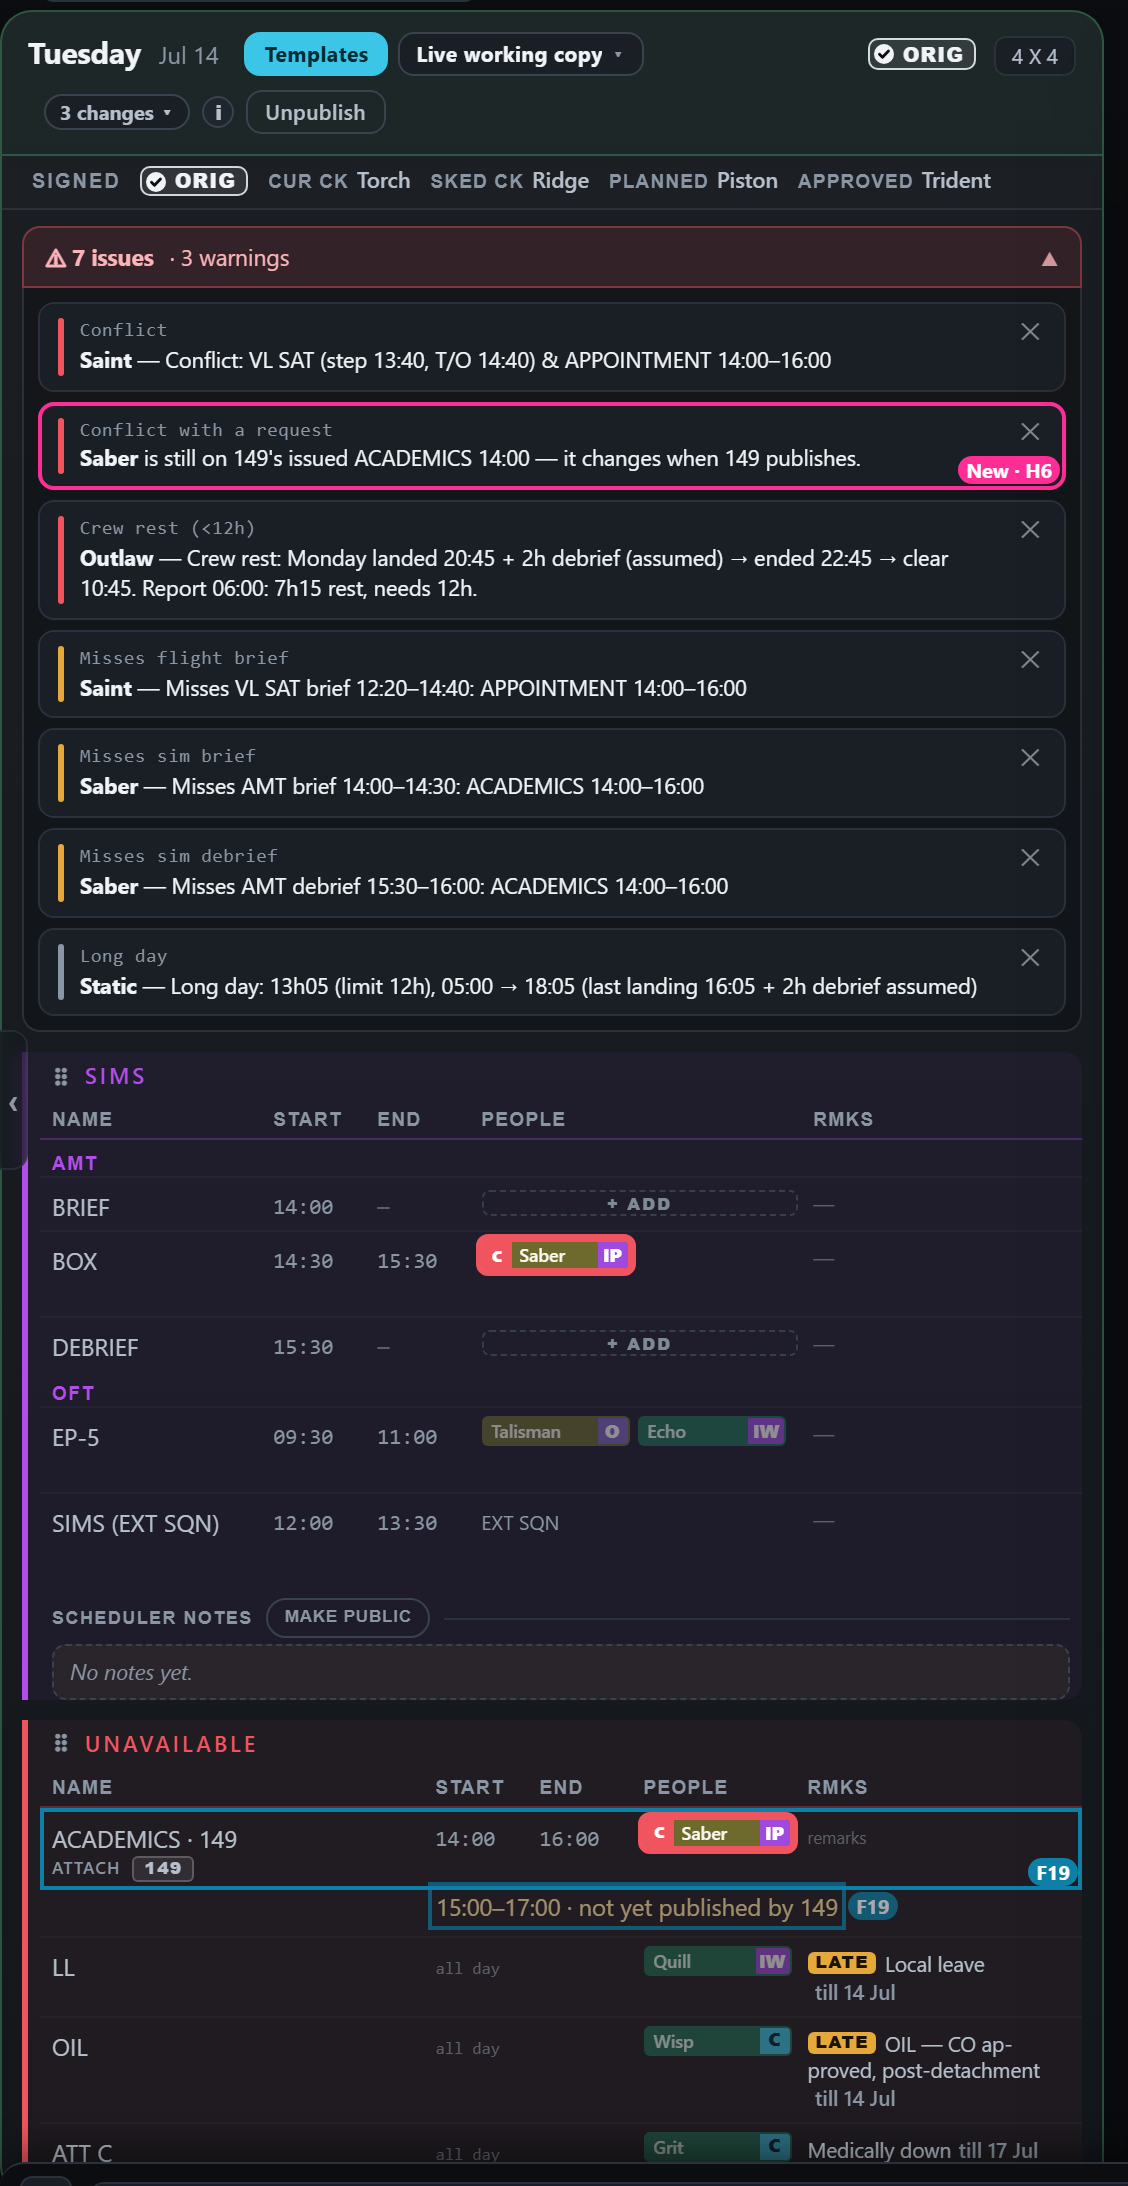 Tuesday Jul 14 Templates Live working copy ▾ ORIG 4 X 4
3 changes ▾ i Unpublish
SIGNED ORIG CUR CK Torch SKED CK Ridge PLANNED Piston APPROVED Trident
⚠ 7 issues · 3 warnings ▲
Conflict
Saint — Conflict: VL SAT (step 13:40, T/O 14:40) & APPOINTMENT 14:00–16:00
Conflict with a request
Saber is still on 149's issued ACADEMICS 14:00 — it changes when 149 publishes.
New · H6
Crew rest (<12h)
Outlaw — Crew rest: Monday landed 20:45 + 2h debrief (assumed) → ended 22:45 → clear
10:45. Report 06:00: 7h15 rest, needs 12h.
Misses flight brief
Saint — Misses VL SAT brief 12:20–14:40: APPOINTMENT 14:00–16:00
Misses sim brief
Saber — Misses AMT brief 14:00–14:30: ACADEMICS 14:00–16:00
Misses sim debrief
Saber — Misses AMT debrief 15:30–16:00: ACADEMICS 14:00–16:00
Long day
Static — Long day: 13h05 (limit 12h), 05:00 → 18:05 (last landing 16:05 + 2h debrief assumed)
SIMS
NAME START END PEOPLE RMKS
AMT
BRIEF 14:00 — + ADD —
BOX 14:30 15:30 C Saber IP —
DEBRIEF 15:30 — + ADD —
OFT
EP-5 09:30 11:00 Talisman O Echo IW —
SIMS (EXT SQN) 12:00 13:30 EXT SQN —
SCHEDULER NOTES MAKE PUBLIC
No notes yet.
UNAVAILABLE
NAME START END PEOPLE RMKS
ACADEMICS · 149 14:00 16:00 C Saber IP remarks
ATTACH 149
F19
15:00–17:00 · not yet published by 149 F19
LL all day Quill IW LATE Local leave
till 14 Jul
OIL all day Wisp C LATE OIL — CO ap-
proved, post-detachment
till 14 Jul
ATT C all day Grit C Medically down till 17 Jul